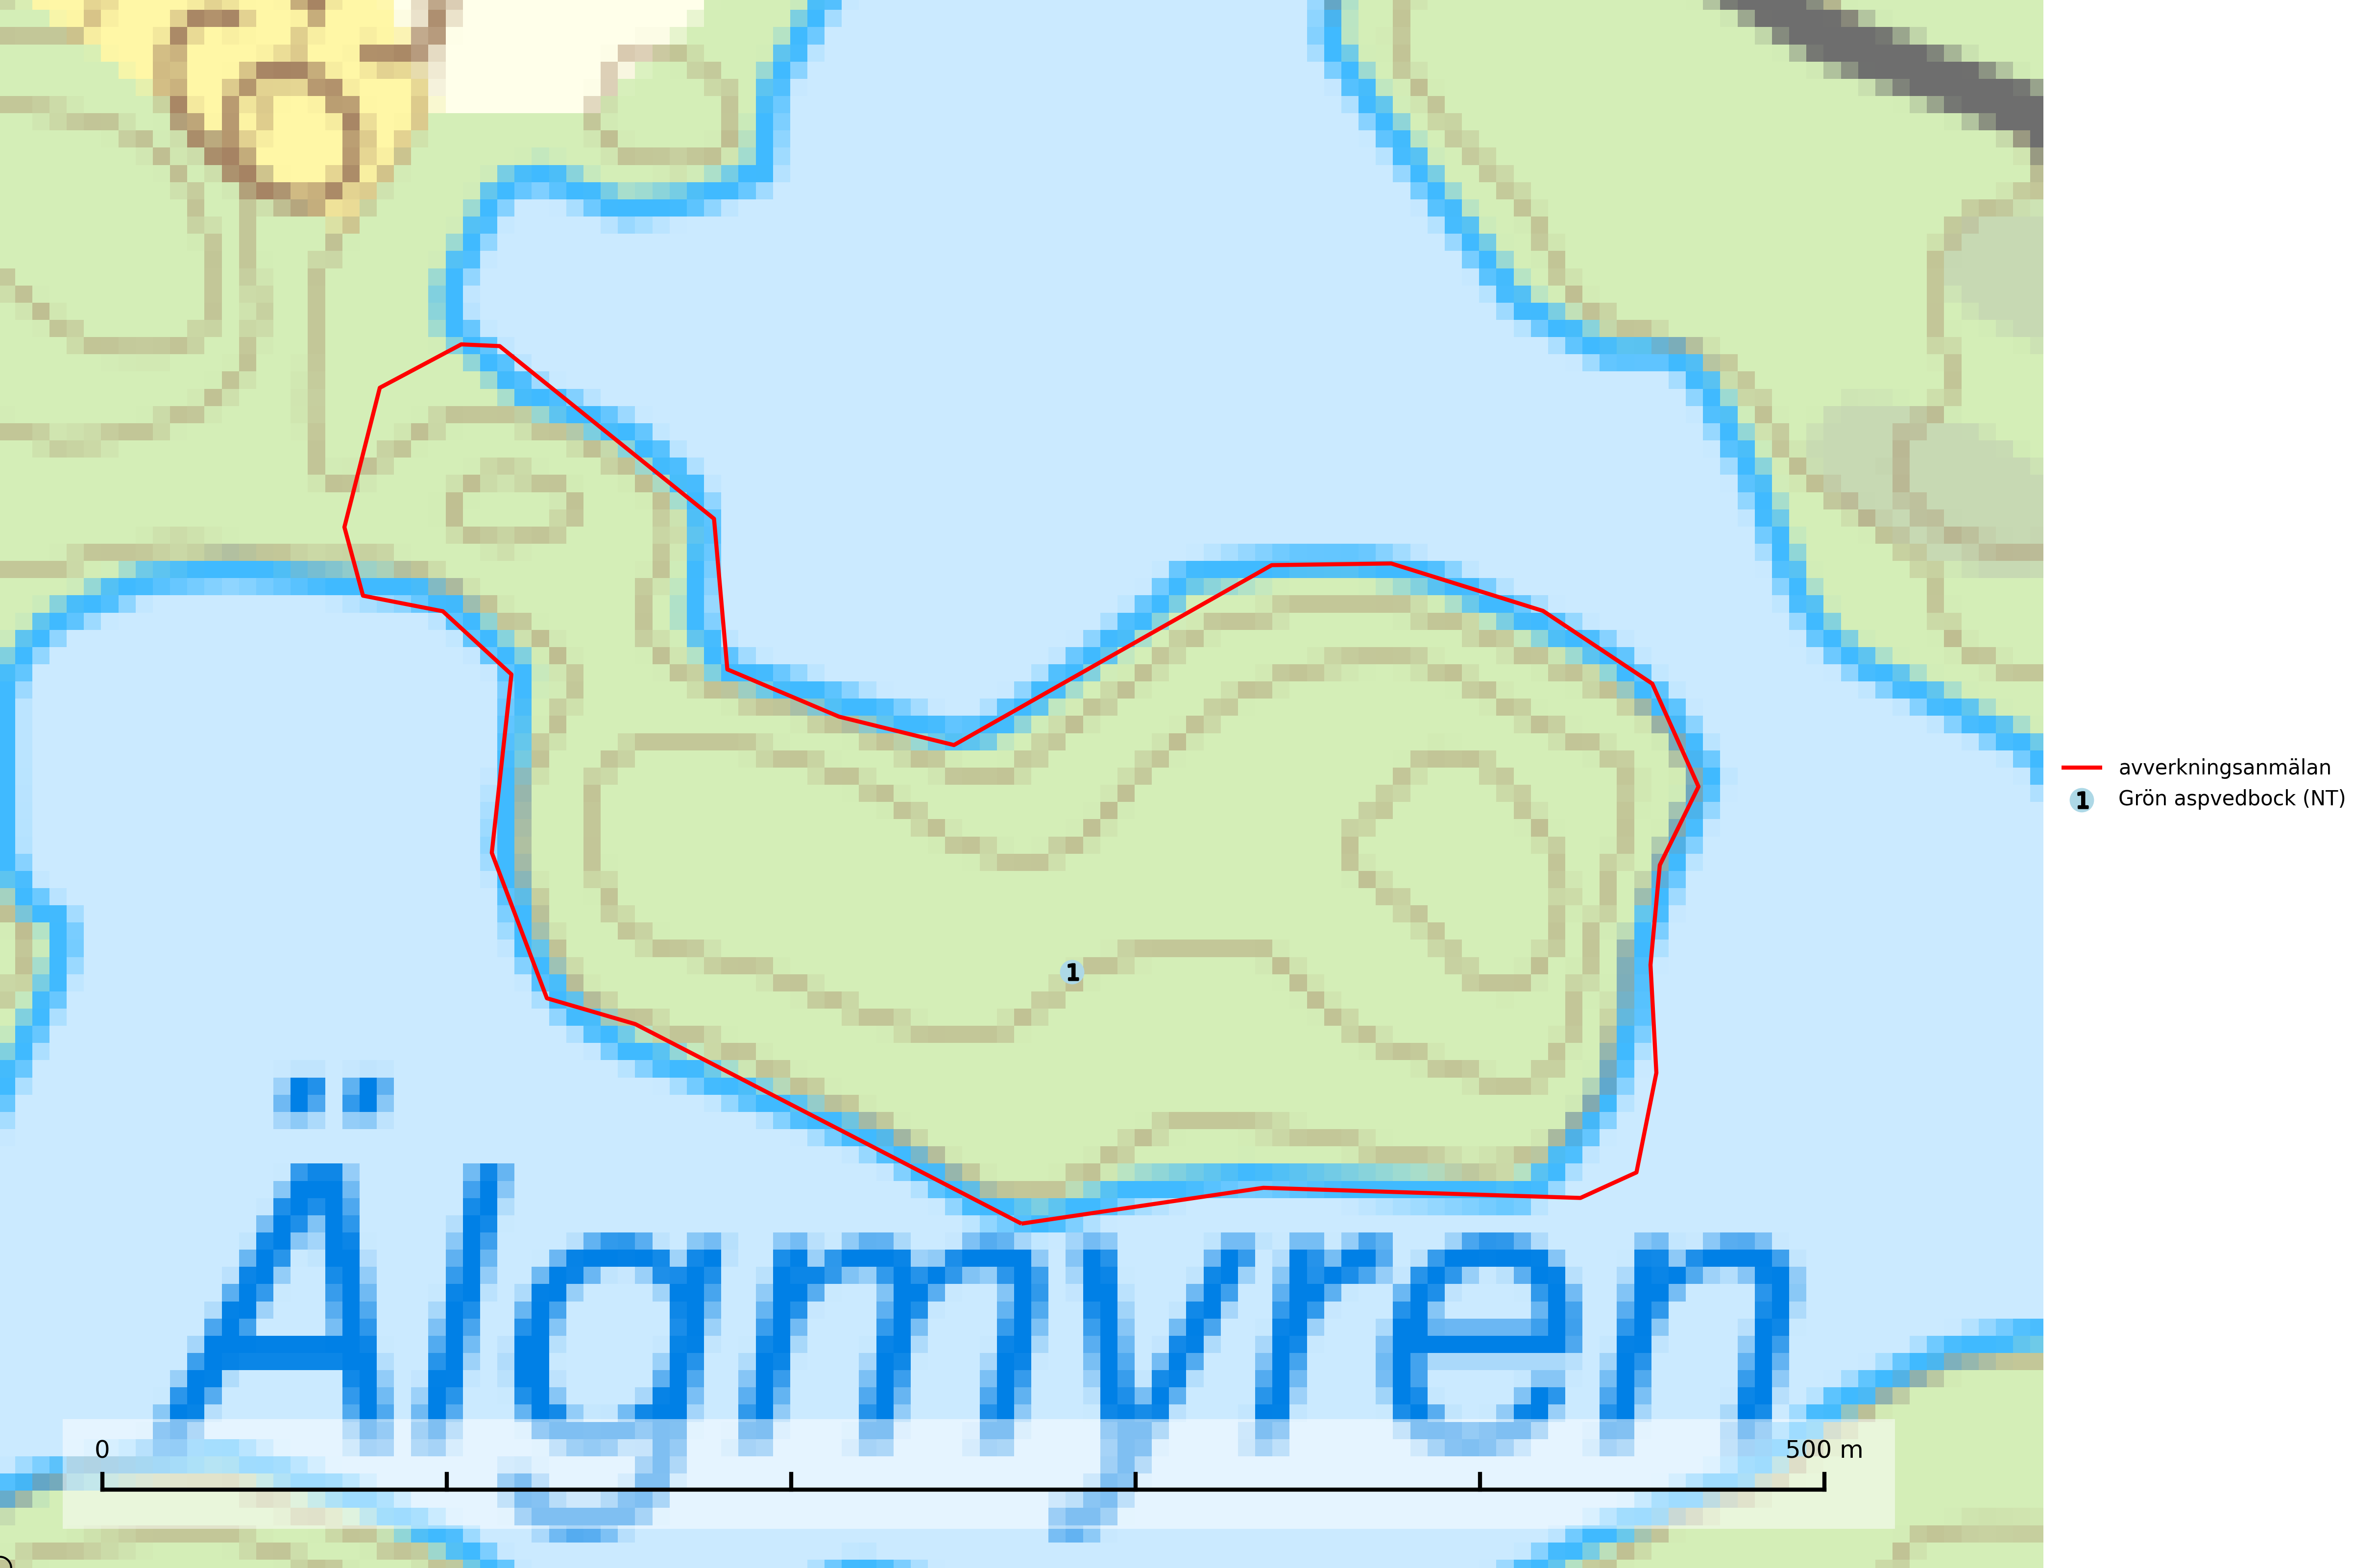 avverkningsanmälan
1 Grön aspvedbock (NT)
1
Älgmyren
0 500 m